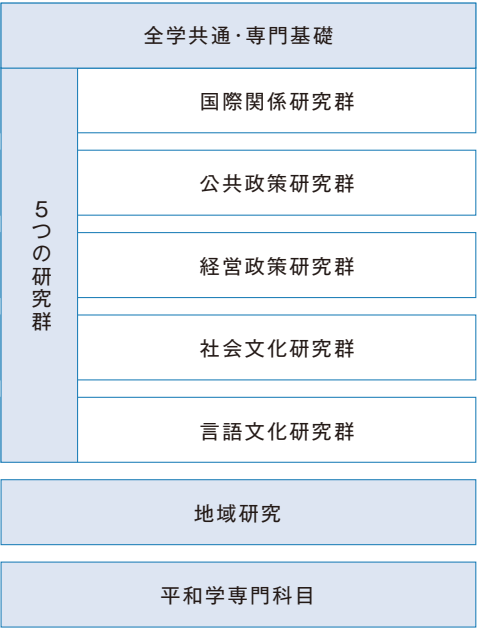 全学共通・専門基礎
5つの研究群
国際関係研究群
公共政策研究群
経営政策研究群
社会文化研究群
言語文化研究群
地域研究
平和学専門科目